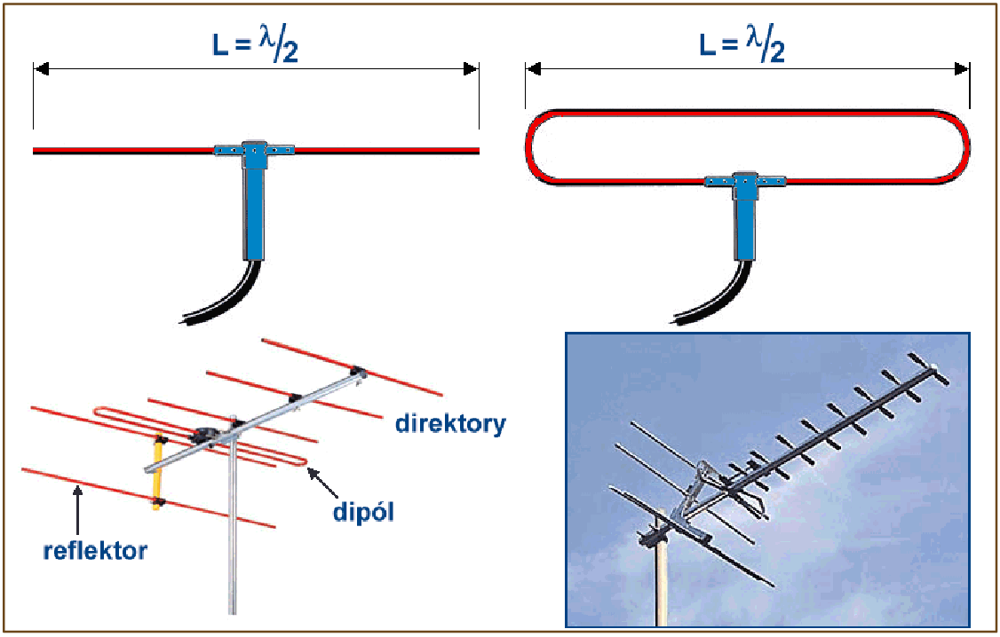 L = λ/2
L = λ/2
direktory
dipól
reflektor